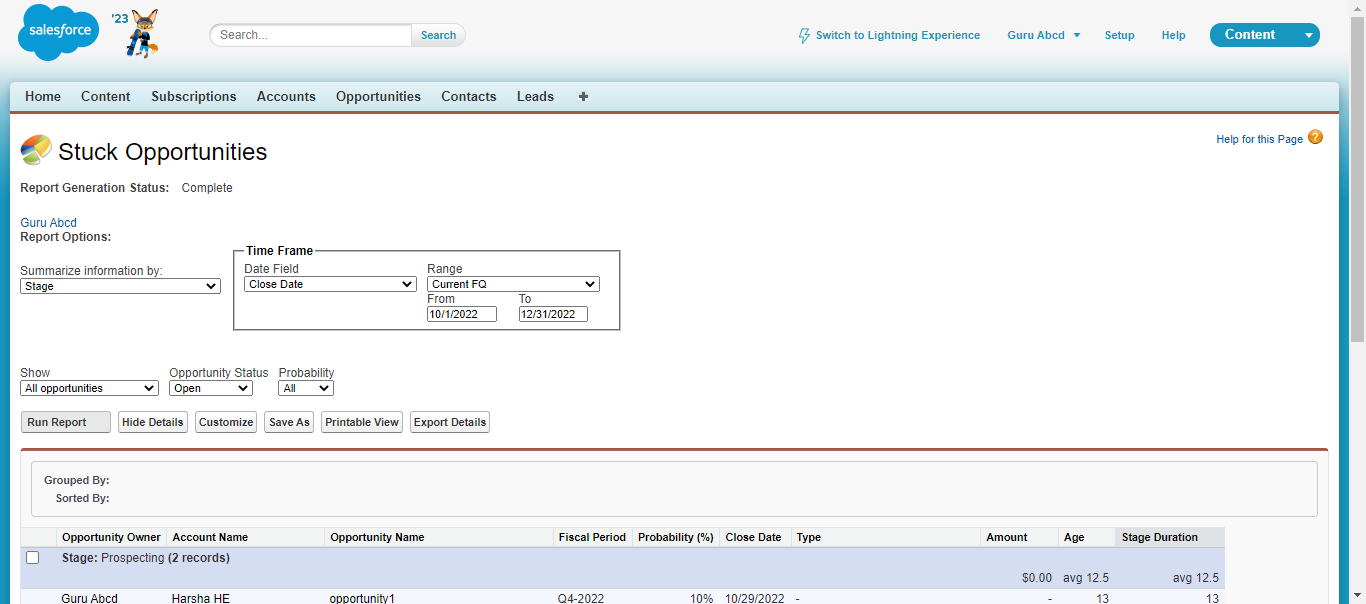 salesforce
'23
Search...
Search
Switch to Lightning Experience
Guru Abcd
Setup
Help
Content
Home Content Subscriptions Accounts Opportunities Contacts Leads +
Stuck Opportunities
Help for this Page ?
Report Generation Status: Complete
Guru Abcd
Report Options:
Time Frame
Summarize information by:
Stage
Date Field
Close Date
Range
Current FQ
From To
10/1/2022 12/31/2022
Show Opportunity Status Probability
All opportunities Open All
Run Report Hide Details Customize Save As Printable View Export Details
Grouped By:
Sorted By:
Opportunity Owner Account Name Opportunity Name Fiscal Period Probability (%) Close Date Type Amount Age Stage Duration
Stage: Prospecting (2 records)
$0.00 avg 12.5 avg 12.5
Guru Abcd Harsha HE opportunity1 Q4-2022 10% 10/29/2022 - - 13 13